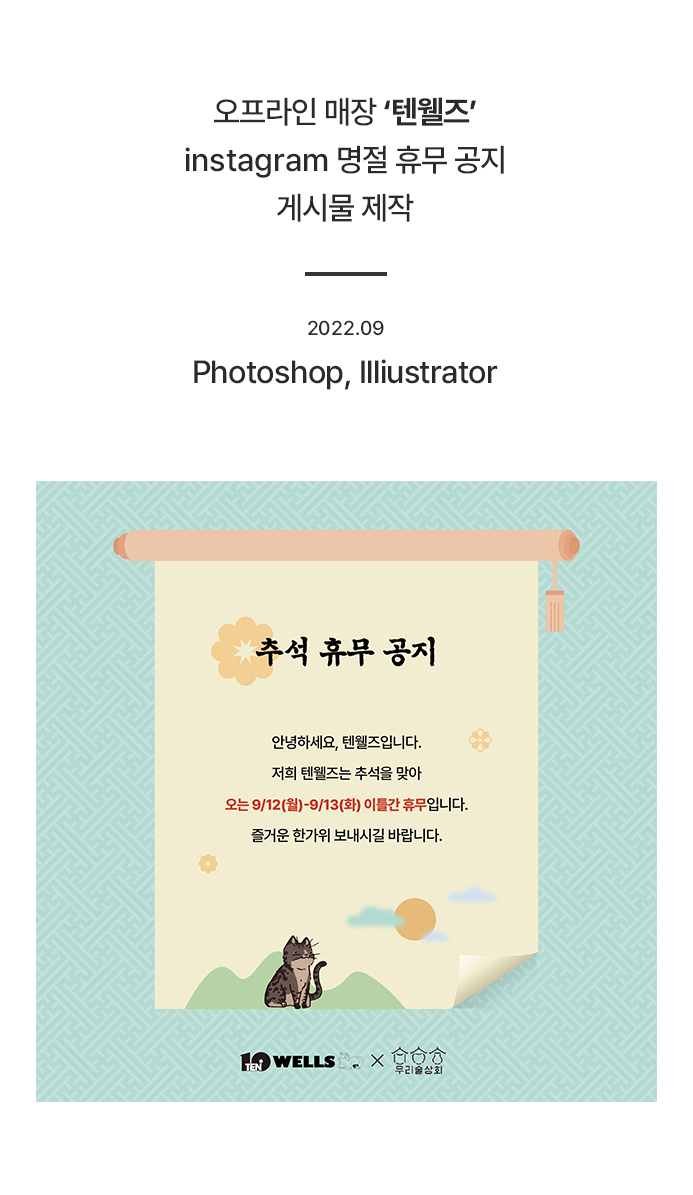 오프라인 매장 ‘텐웰즈’
instagram 명절 휴무 공지
게시물 제작
2022.09
Photoshop, Illiustrator
추석 휴무 공지
안녕하세요, 텐웰즈입니다.
저희 텐웰즈는 추석을 맞아
오는 9/12(월)-9/13(화) 이틀간 휴무입니다.
즐거운 한가위 보내시길 바랍니다.
10 TEN WELLS × 우리술상회